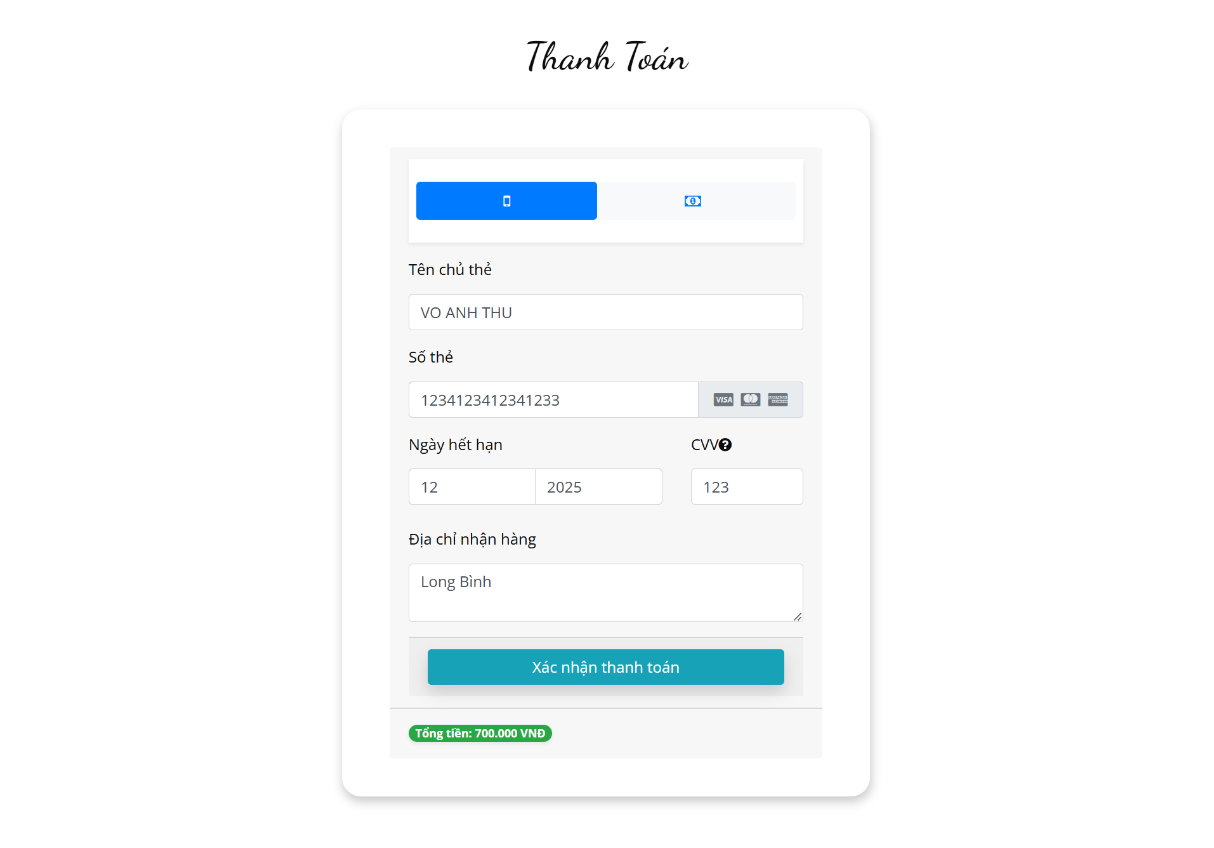 Thanh Toán
Tên chủ thẻ
VO ANH THU
Số thẻ
1234123412341233
VISA
Ngày hết hạn
CVV
12
2025
123
Địa chỉ nhận hàng
Long Bình
Xác nhận thanh toán
Tổng tiền: 700.000 VNĐ